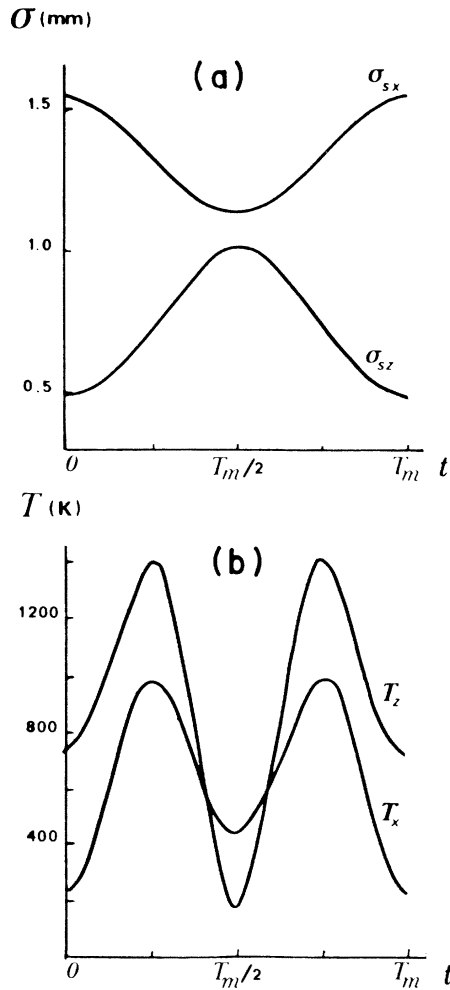 σ (mm)
(a)
σsx
1.5
1.0
σsz
0.5
0 Tm/2 Tm t
T (K)
(b)
1200
Tz
800
Tx
400
0 Tm/2 Tm t